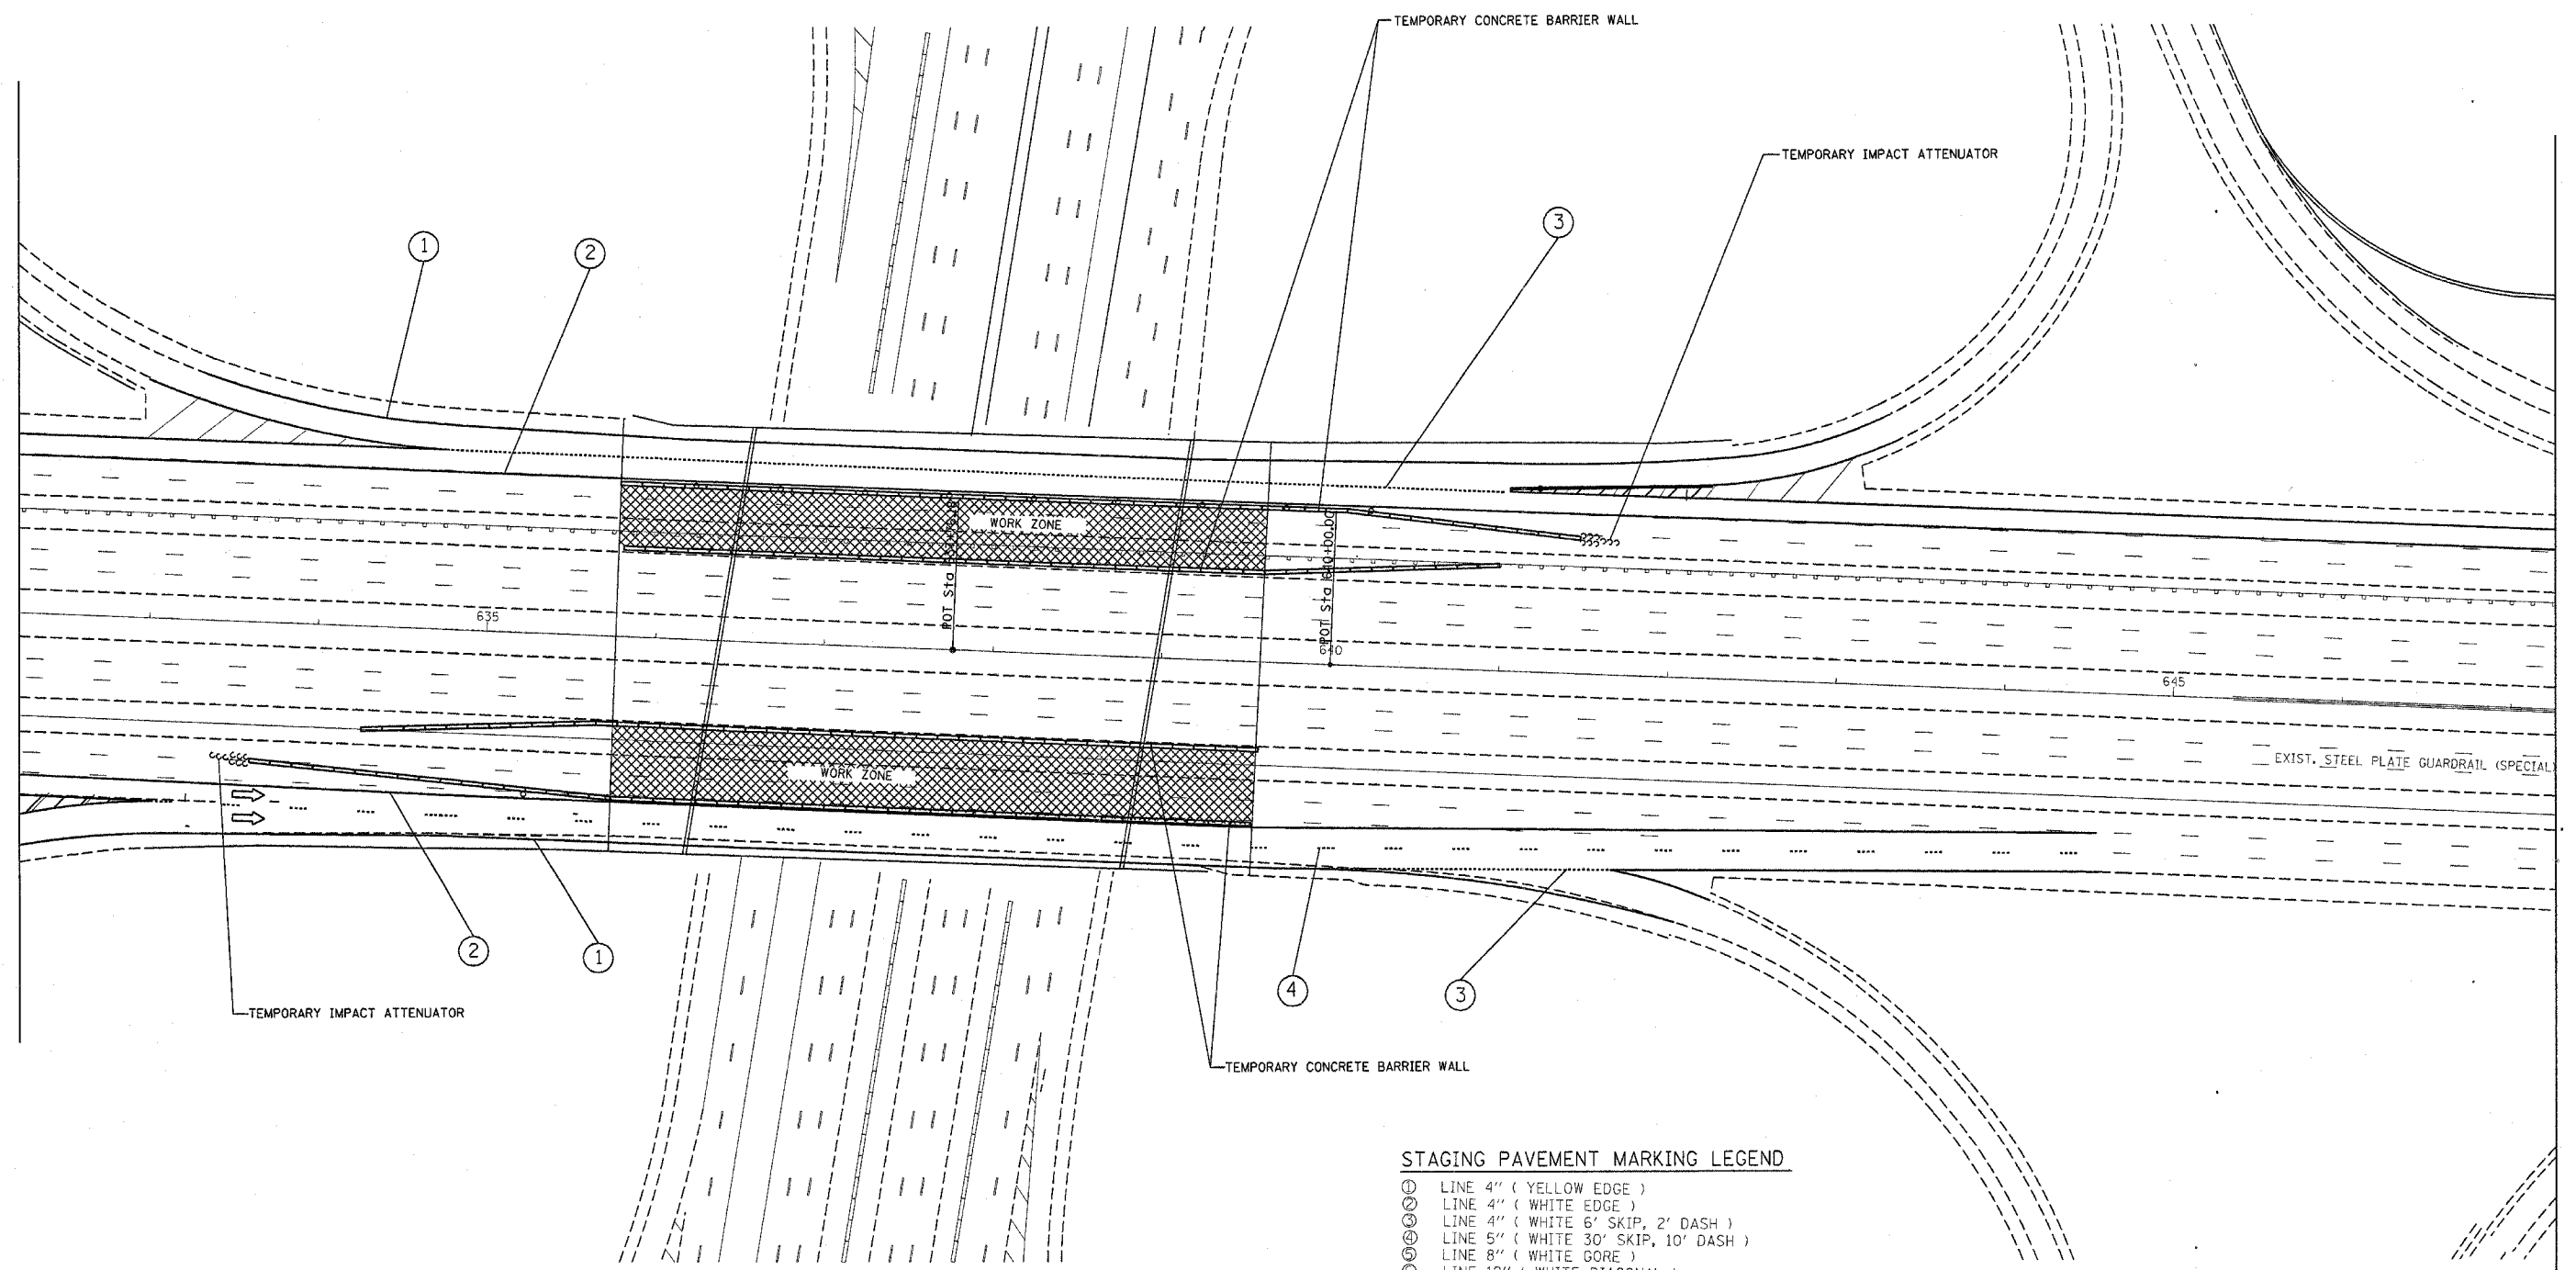 TEMPORARY CONCRETE BARRIER WALL
TEMPORARY IMPACT ATTENUATOR
3
1
2
WORK ZONE
POT Sta
POT Sta 640+00.00
635
640
645
EXIST. STEEL PLATE GUARDRAIL (SPECIAL)
WORK ZONE
2
1
4
3
TEMPORARY IMPACT ATTENUATOR
TEMPORARY CONCRETE BARRIER WALL
STAGING PAVEMENT MARKING LEGEND
① LINE 4" ( YELLOW EDGE )
② LINE 4" ( WHITE EDGE )
③ LINE 4" ( WHITE 6' SKIP, 2' DASH )
④ LINE 5" ( WHITE 30' SKIP, 10' DASH )
⑤ LINE 8" ( WHITE GORE )